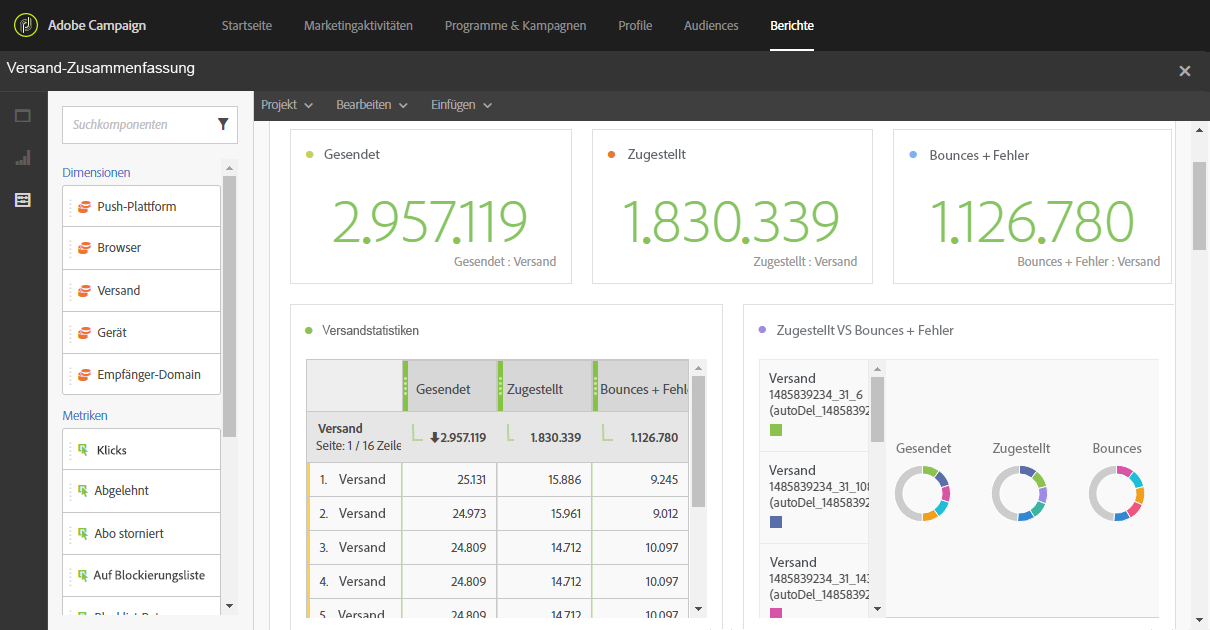 Adobe Campaign
Startseite
Marketingaktivitäten
Programme & Kampagnen
Profile
Audiences
Berichte
Versand-Zusammenfassung
Projekt
Bearbeiten
Einfügen
Suchkomponenten
Dimensionen
Push-Plattform
Browser
Versand
Gerät
Empfänger-Domain
Metriken
Klicks
Abgelehnt
Abo storniert
Auf Blockierungsliste
Gesendet
2.957.119
Gesendet : Versand
Zugestellt
1.830.339
Zugestellt : Versand
Bounces + Fehler
1.126.780
Bounces + Fehler : Versand
Versandstatistiken
Gesendet Zugestellt Bounces + Fehl
Versand
Seite: 1 / 16 Zeile
2.957.119 1.830.339 1.126.780
1. Versand 25.131 15.886 9.245
2. Versand 24.973 15.961 9.012
3. Versand 24.809 14.712 10.097
4. Versand 24.809 14.712 10.097
5. Versand 24.809 14.712 10.097
Zugestellt VS Bounces + Fehler
Versand
1485839234_31_6
(autoDel_14858392
Versand
1485839234_31_108
(autoDel_14858392
Versand
1485839234_31_143
(autoDel_14858392
Gesendet
Zugestellt
Bounces